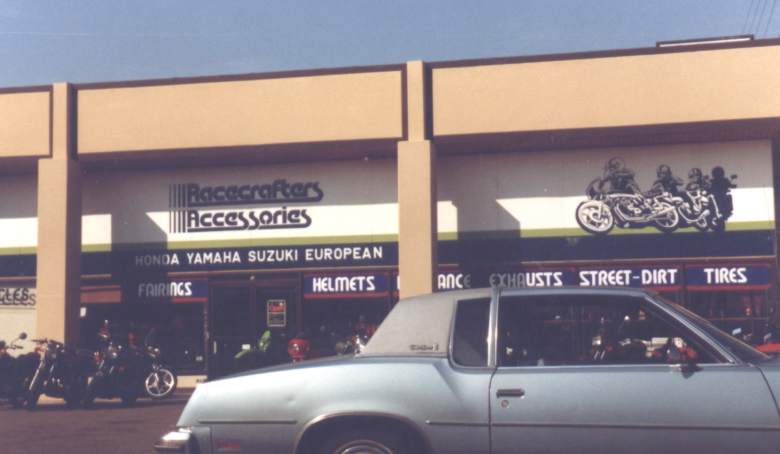 Racecrafters
Accessories
HONDA YAMAHA SUZUKI EUROPEAN
FAIRINGS
HELMETS
EXHAUSTS
STREET-DIRT
TIRES